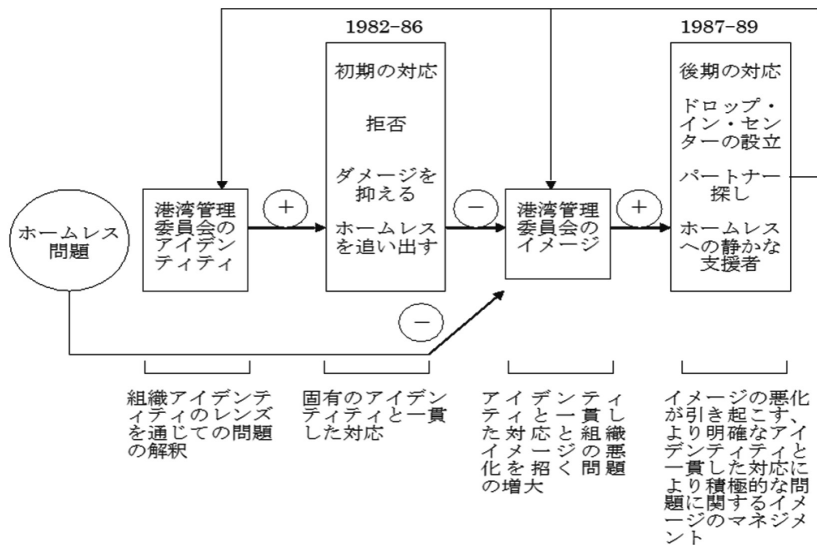 1982-86
初期の対応
拒否
ダメージを
抑える
ホームレス
を追い出す
1987-89
後期の対応
ドロップ・
イン・セン
ターの設立
パートナー
探し
ホームレス
への静かな
支援者
ホームレス
問題
港湾管理
委員会の
アイデン
ティティ
+
−
港湾管理
委員会の
イメージ
+
−
組織アイデンテ
ィティのレンズ
を通じての問題
の解釈
固有のアイデン
ティティと一貫
した対応
アイデンティ
ティと一貫し
た対応と組織
イメージの悪
化を招く問題
の増大
イメージの悪化
が引き起こす、
より明確なアイ
デンティティと
一貫した対応に
より積極的な問
題に関するイメ
ージのマネジメ
ント